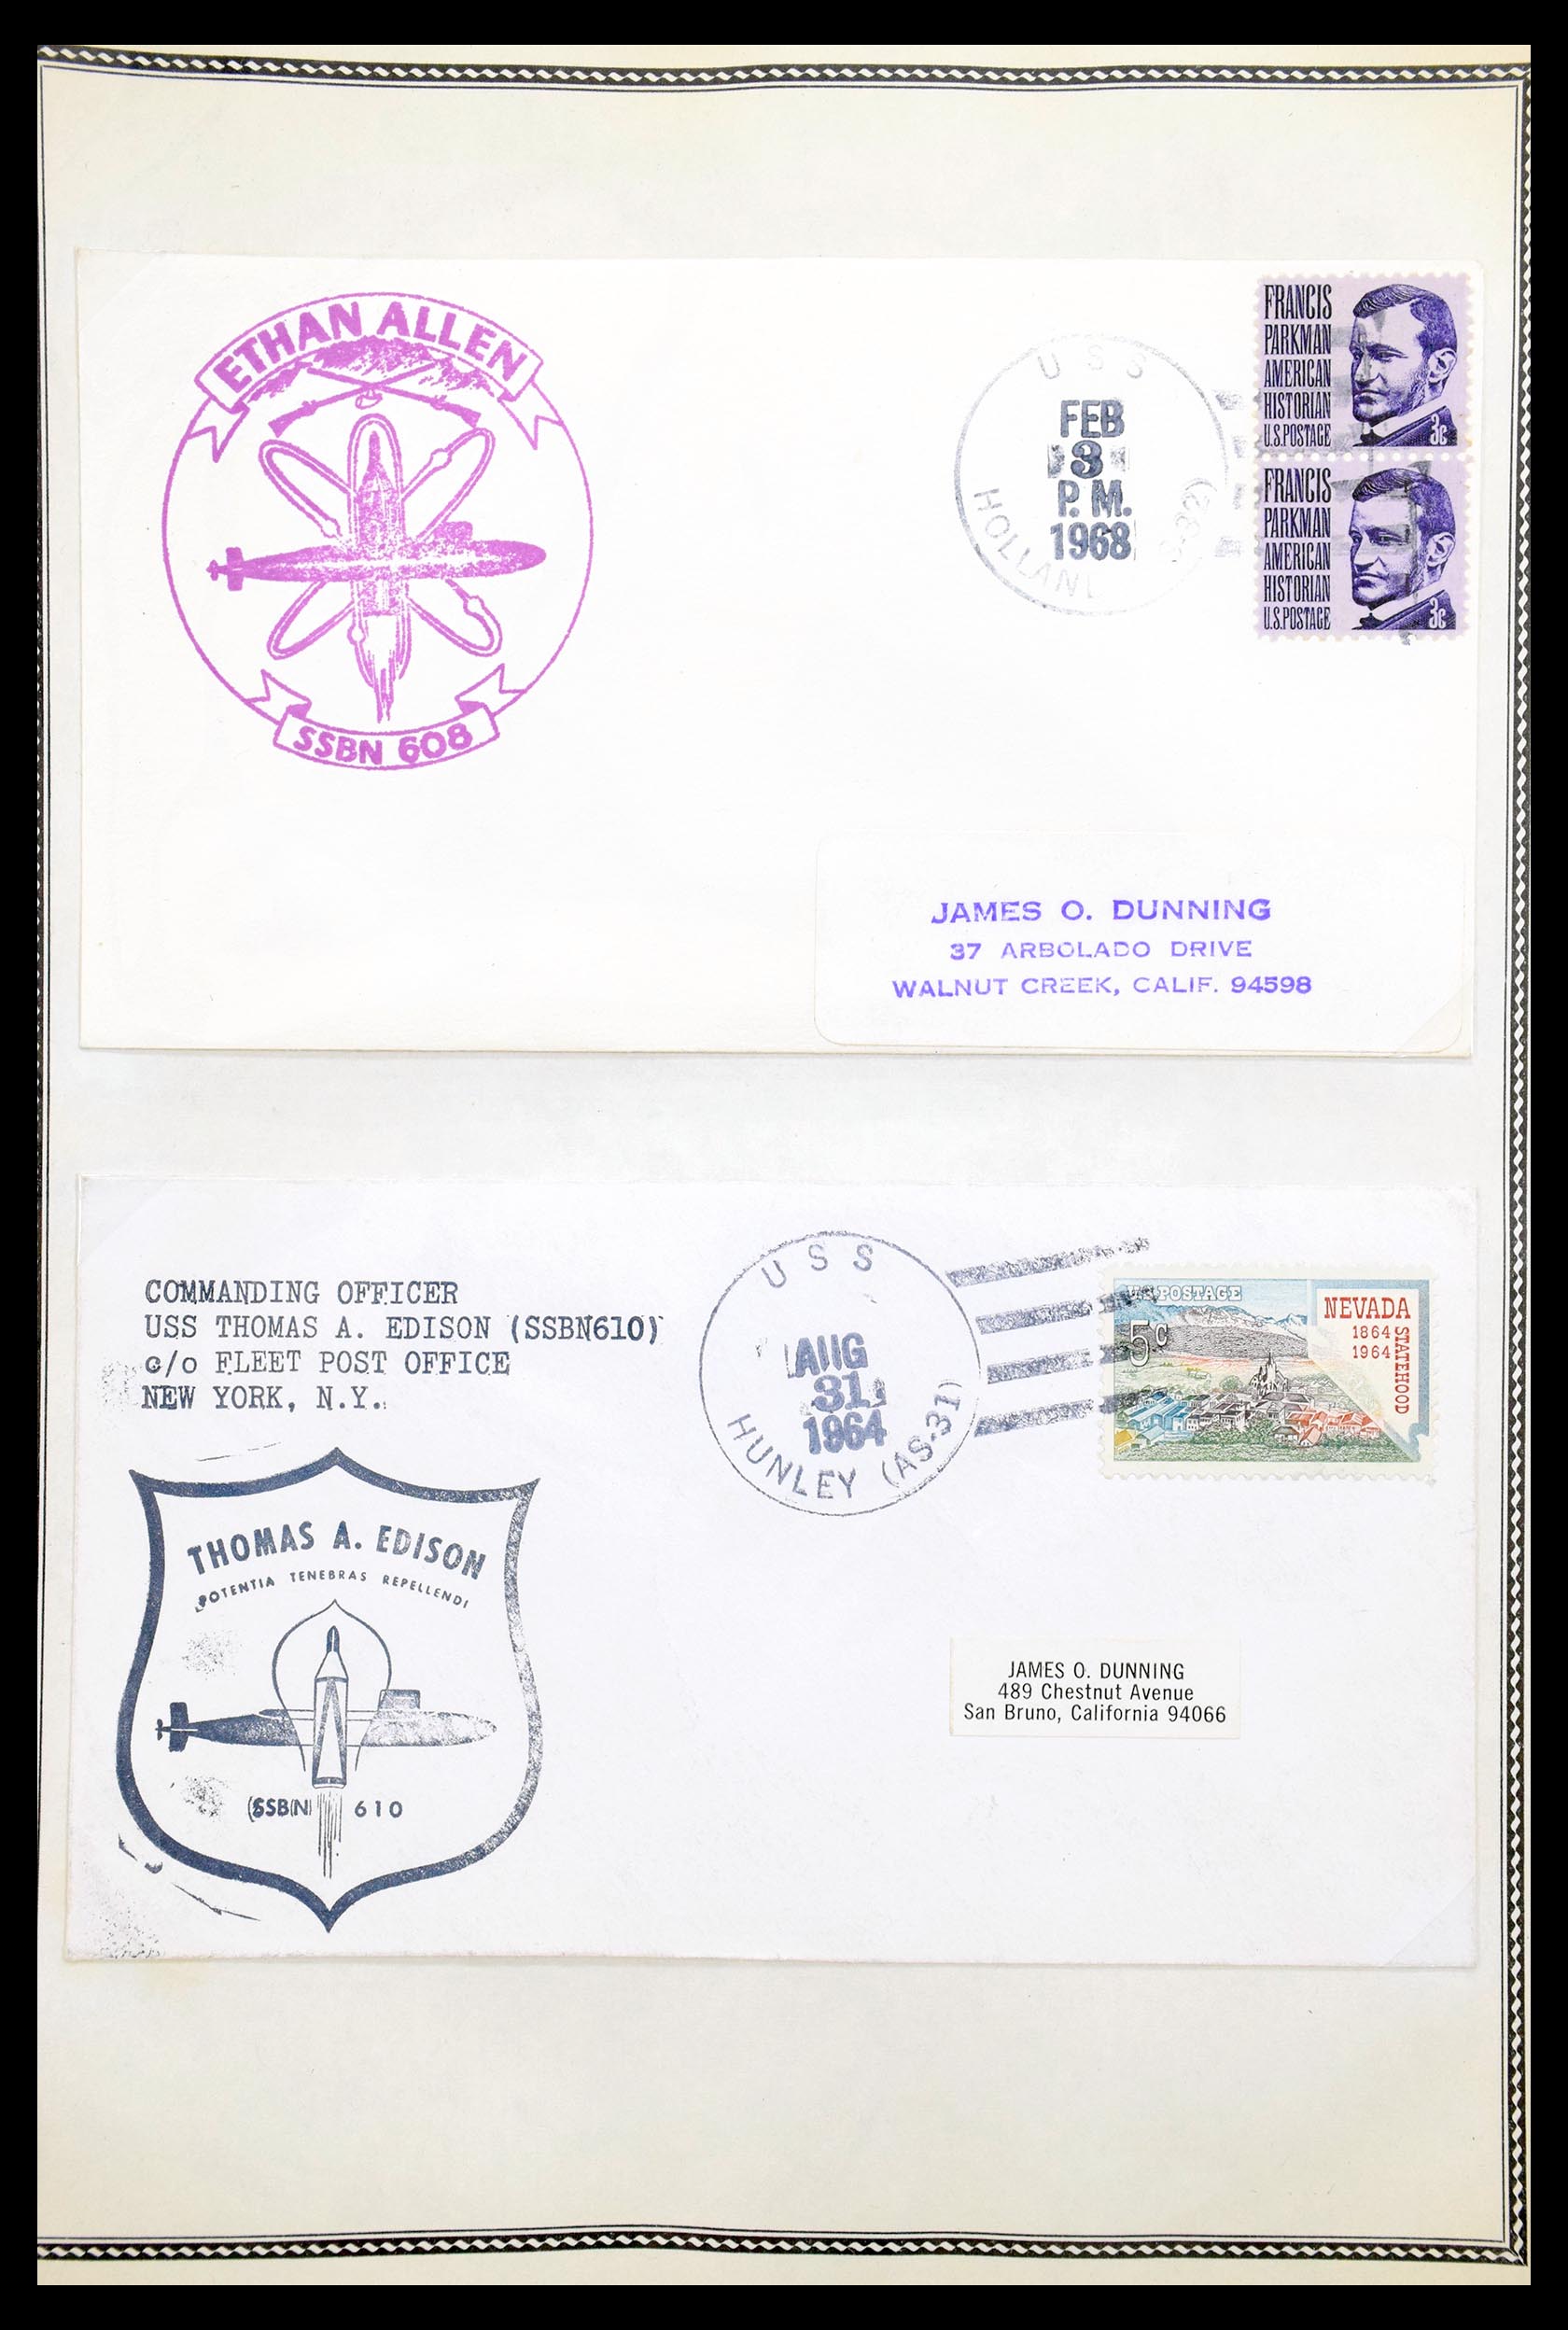 ETHAN ALLEN
SSBN 608
USS
FEB
3
P.M.
1968
FRANCIS
PARKMAN
AMERICAN
HISTORIAN
U.S.POSTAGE
3c
FRANCIS
PARKMAN
AMERICAN
HISTORIAN
U.S.POSTAGE
3c
JAMES O. DUNNING
37 ARBOLADO DRIVE
WALNUT CREEK, CALIF. 94598
COMMANDING OFFICER
USS THOMAS A. EDISON (SSBN610)
c/o FLEET POST OFFICE
NEW YORK, N.Y.
USS
AUG
31
1964
HUNLEY (AS-31)
U.S. POSTAGE
5c
NEVADA
1864
1964
STATEHOOD
THOMAS A. EDISON
POTENTIA TENEBRAS REPELLENDI
(SSB(N) 610
JAMES O. DUNNING
489 Chestnut Avenue
San Bruno, California 94066